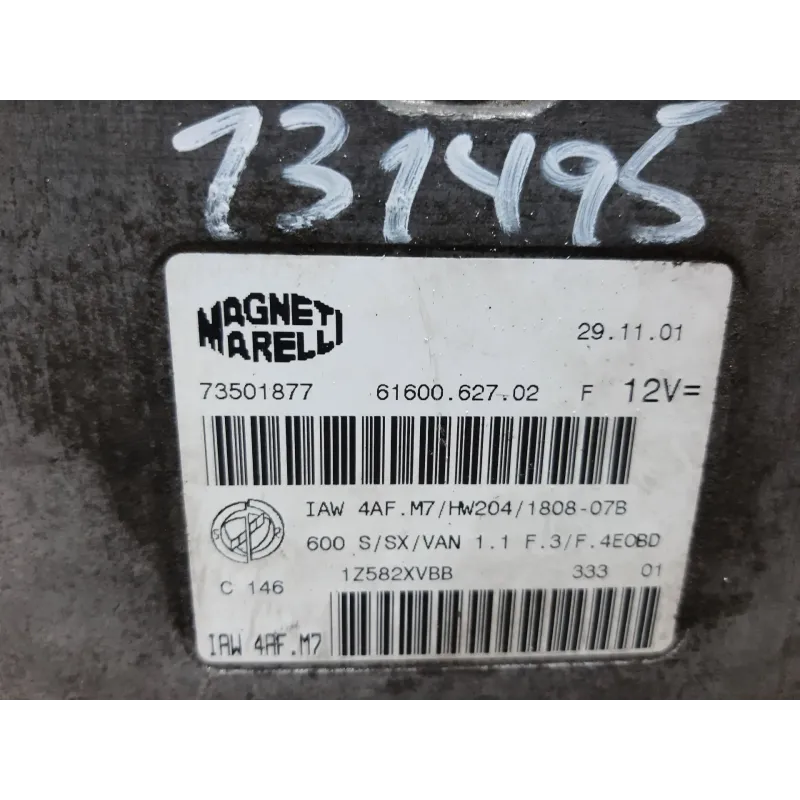 731495
MAGNETI
MARELLI
29.11.01
73501877 61600.627.02 F 12V=
IAW 4AF.M7/HW204/1808-07B
600 S/SX/VAN 1.1 F.3/F.4EOBD
C 146 1Z582XVBB 333 01
IAW 4AF.M7